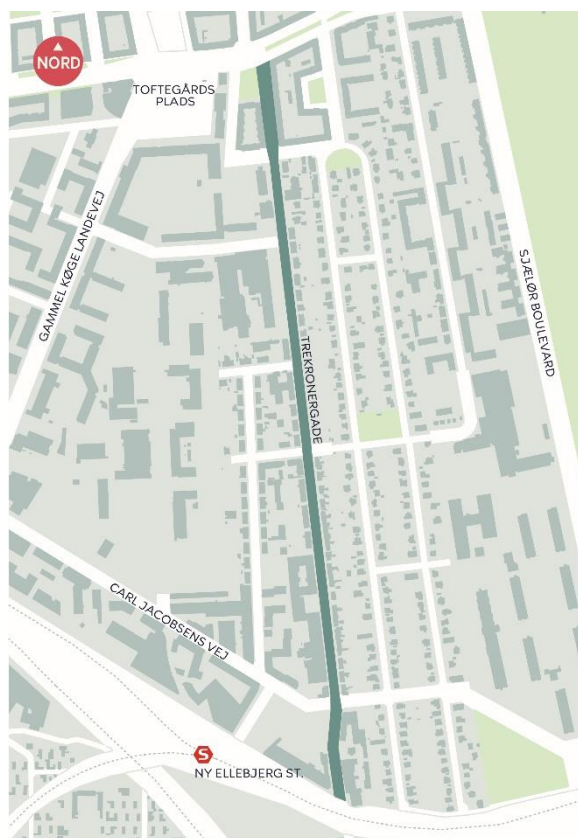 NORD
TOFTEGÅRDS
PLADS
GAMMEL KØGE LANDEVEJ
SJÆLØR BOULEVARD
TREKRONERGADE
CARL JACOBSENS VEJ
S
NY ELLEBJERG ST.